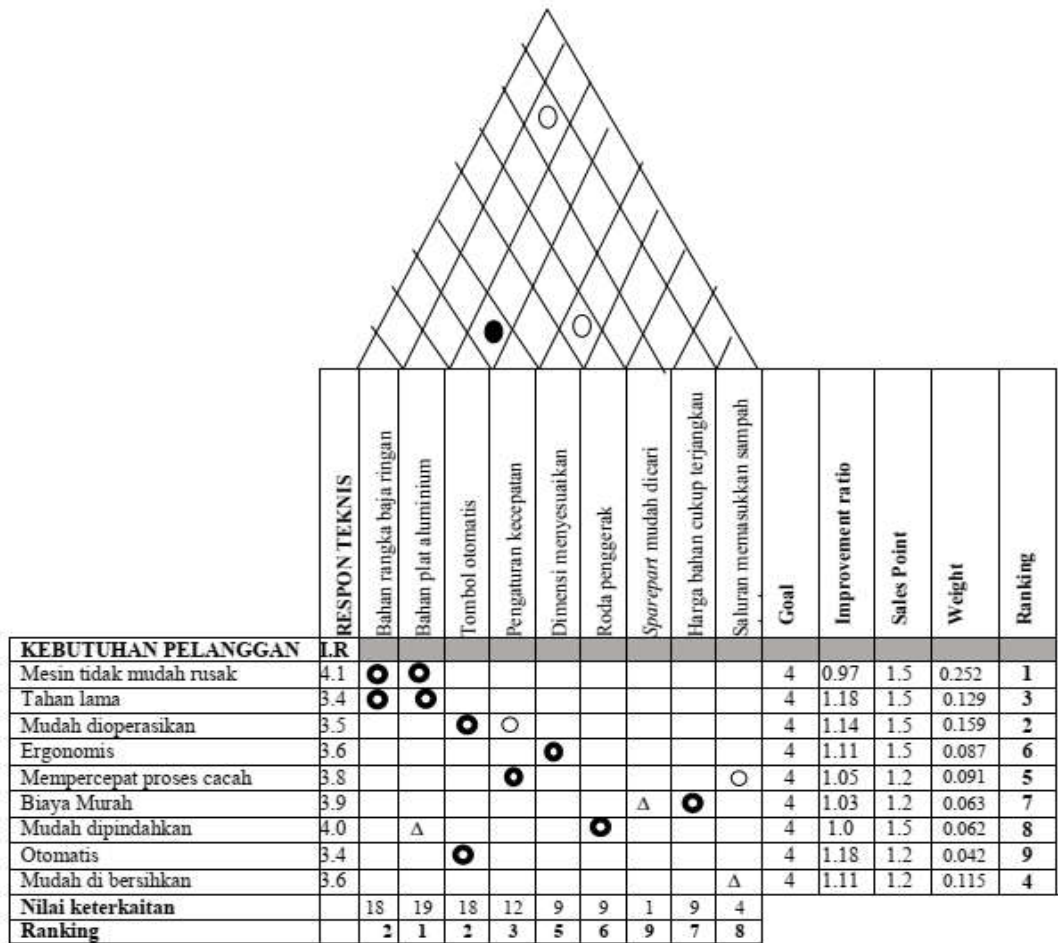 RESPON TEKNIS
Bahan rangka baja ringan
Bahan plat aluminium
Tombol otomatis
Pengaturan kecepatan
Dimensi menyesuaikan
Roda penggerak
Sparepart mudah dicari
Harga bahan cukup terjangkau
Saluran memasukkan sampah
Goal
Improvement ratio
Sales Point
Weight
Ranking
KEBUTUHAN PELANGGAN I.R
Mesin tidak mudah rusak 4.1 4 0.97 1.5 0.252 1
Tahan lama 3.4 4 1.18 1.5 0.129 3
Mudah dioperasikan 3.5 4 1.14 1.5 0.159 2
Ergonomis 3.6 4 1.11 1.5 0.087 6
Mempercepat proses cacah 3.8 4 1.05 1.2 0.091 5
Biaya Murah 3.9 Δ 4 1.03 1.2 0.063 7
Mudah dipindahkan 4.0 Δ 4 1.0 1.5 0.062 8
Otomatis 3.4 4 1.18 1.2 0.042 9
Mudah di bersihkan 3.6 Δ 4 1.11 1.2 0.115 4
Nilai keterkaitan 18 19 18 12 9 9 1 9 4
Ranking 2 1 2 3 5 6 9 7 8